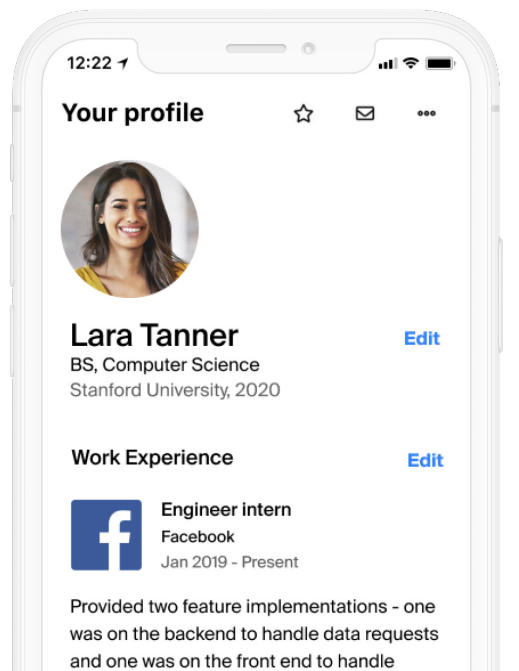 12:22
Your profile
Lara Tanner
Edit
BS, Computer Science
Stanford University, 2020
Work Experience
Edit
Engineer intern
Facebook
Jan 2019 - Present
Provided two feature implementations - one
was on the backend to handle data requests
and one was on the front end to handle